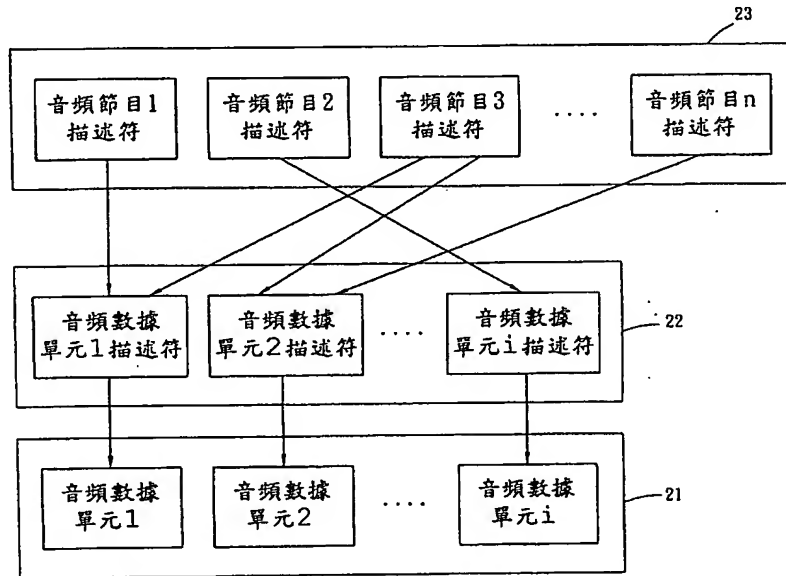 23
音頻節目1
描述符
音頻節目2
描述符
音頻節目3
描述符
....
音頻節目n
描述符
音頻數據
單元1描述符
音頻數據
單元2描述符
....
音頻數據
單元i描述符
22
音頻數據
單元1
音頻數據
單元2
....
音頻數據
單元i
21